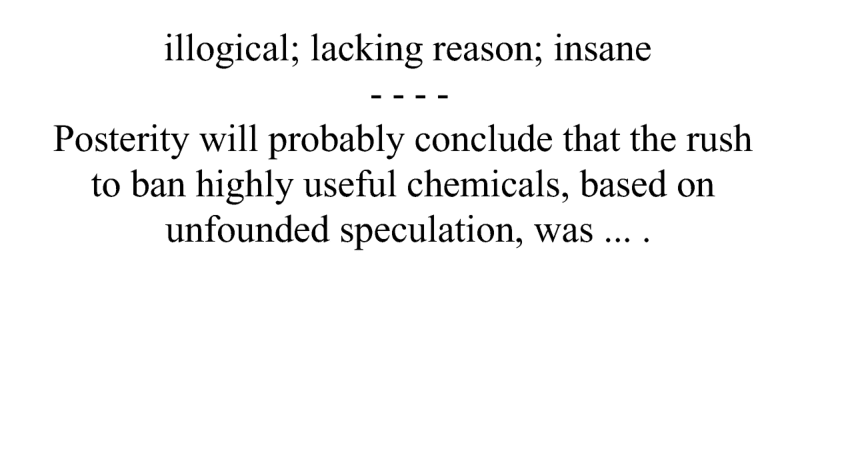 illogical; lacking reason; insane
- - - -
Posterity will probably conclude that the rush
to ban highly useful chemicals, based on
unfounded speculation, was ... .